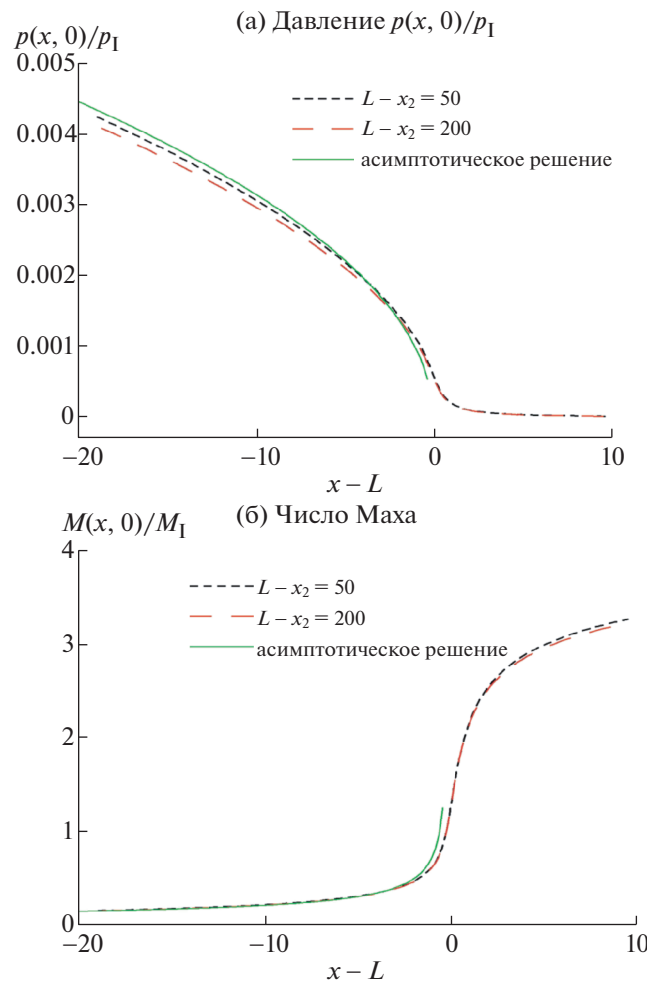 (а) Давление p(x, 0)/pI
p(x, 0)/pI
0.005
L – x2 = 50
L – x2 = 200
асимптотическое решение
0.004
0.003
0.002
0.001
0
–20 –10 0 10
x – L
M(x, 0)/MI (б) Число Маха
4
L – x2 = 50
L – x2 = 200
асимптотическое решение
3
2
1
0
–20 –10 0 10
x – L